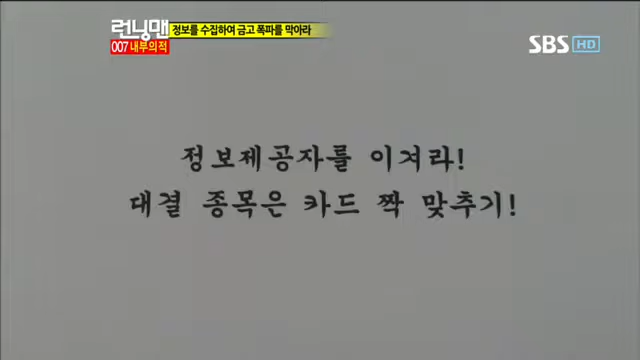 런닝맨
007 내부의 적
정보를 수집하여 금고 폭파를 막아라
SBS HD
정보제공자를 이겨라!
대결 종목은 카드 짝 맞추기!